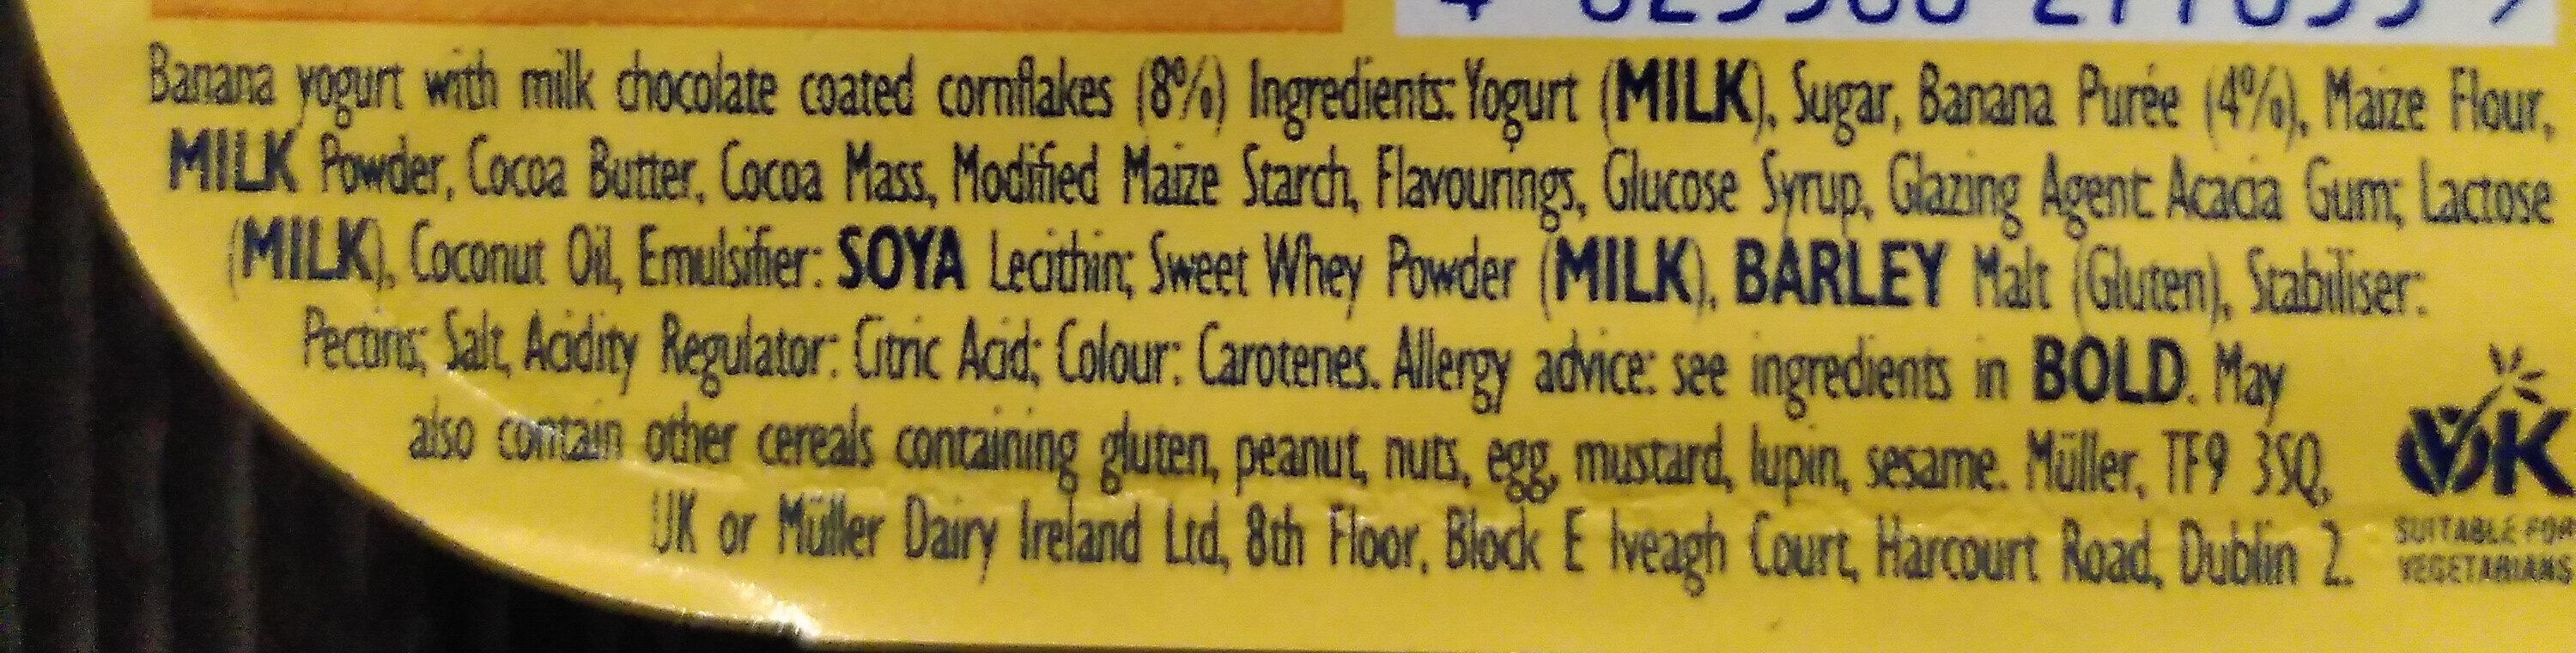 Banana yogurt with milk chocolate coated cornflakes (8%) Ingredients: Yogurt (MILK), Sugar, Banana Purée (4%), Maize Flour,
MILK Powder, Cocoa Butter, Cocoa Mass, Modified Maize Starch, Flavourings, Glucose Syrup, Glazing Agent: Acacia Gum; Lactose
(MILK), Coconut Oil, Emulsifier: SOYA Lecithin; Sweet Whey Powder (MILK), BARLEY Malt (Gluten), Stabiliser:
Pectins; Salt, Acidity Regulator: Citric Acid; Colour: Carotenes. Allergy advice: see ingredients in BOLD. May
also contain other cereals containing gluten, peanut, nuts, egg, mustard, lupin, sesame. Müller, TF9 3SQ,
UK or Müller Dairy Ireland Ltd, 8th Floor, Block E Iveagh Court, Harcourt Road, Dublin 2.
VOK
SUITABLE FOR
VEGETARIANS